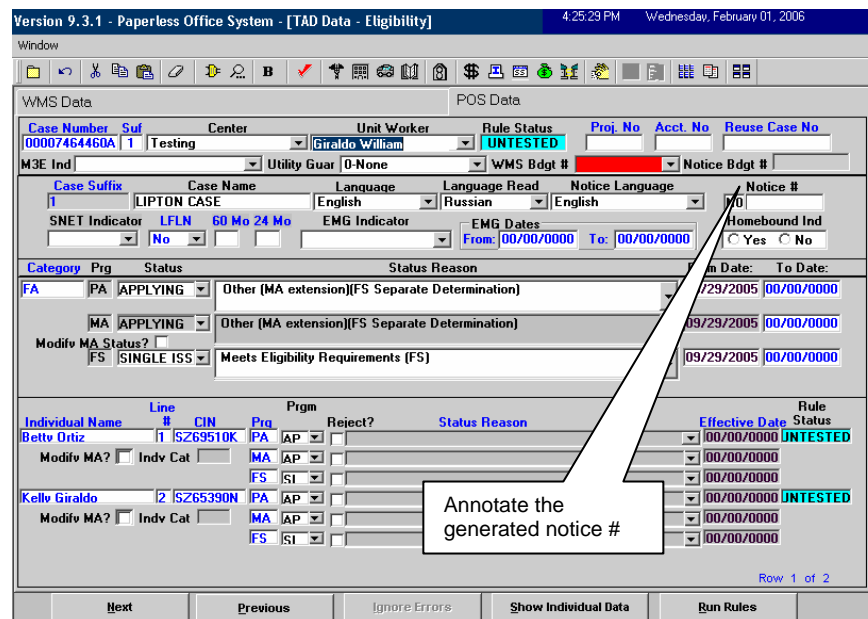 Version 9.3.1 - Paperless Office System - [TAD Data - Eligibility] 4:25:29 PM Wednesday, February 01, 2006
Window
B
WMS Data POS Data
Case Number Suf Center Unit Worker Rule Status Proj. No Acct. No Reuse Case No
00007464460A 1 Testing Giraldo William UNTESTED
M3E Ind Utility Guar 0-None WMS Bdgt # Notice Bdgt #
Case Suffix Case Name Language Language Read Notice Language Notice #
1 LIPTON CASE English Russian English N0
SNET Indicator LFLN 60 Mo 24 Mo EMG Indicator EMG Dates Homebound Ind
No From: 00/00/0000 To: 00/00/0000 Yes No
Category Prg Status Status Reason To Date:
FA PA APPLYING Other (MA extension)(FS Separate Determination) /29/2005 00/00/0000
MA APPLYING Other (MA extension)(FS Separate Determination) 09/29/2005 00/00/0000
Modify MA Status?
FS SINGLE ISS Meets Eligibility Requirements (FS) 09/29/2005 00/00/0000
Individual Name Line # CIN Prg Prgm Reject? Status Reason Effective Date Rule Status
Betty Ortiz 1 SZ69510K PA AP 00/00/0000 UNTESTED
Modify MA? Indv Cat MA AP 00/00/0000
FS SI 00/00/0000
Kelly Giraldo 2 SZ65390N PA AP 00/00/0000 UNTESTED
Modify MA? Indv Cat MA AP 00/00/0000
FS SI 00/00/0000
Annotate the
generated notice #
Row 1 of 2
Next Previous Ignore Errors Show Individual Data Run Rules